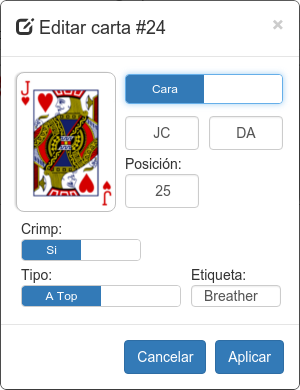 Editar carta #24
×
J
Cara
JC
DA
Posición:
25
J
Crimp:
Si
Tipo:
A Top
Etiqueta:
Breather
Cancelar
Aplicar